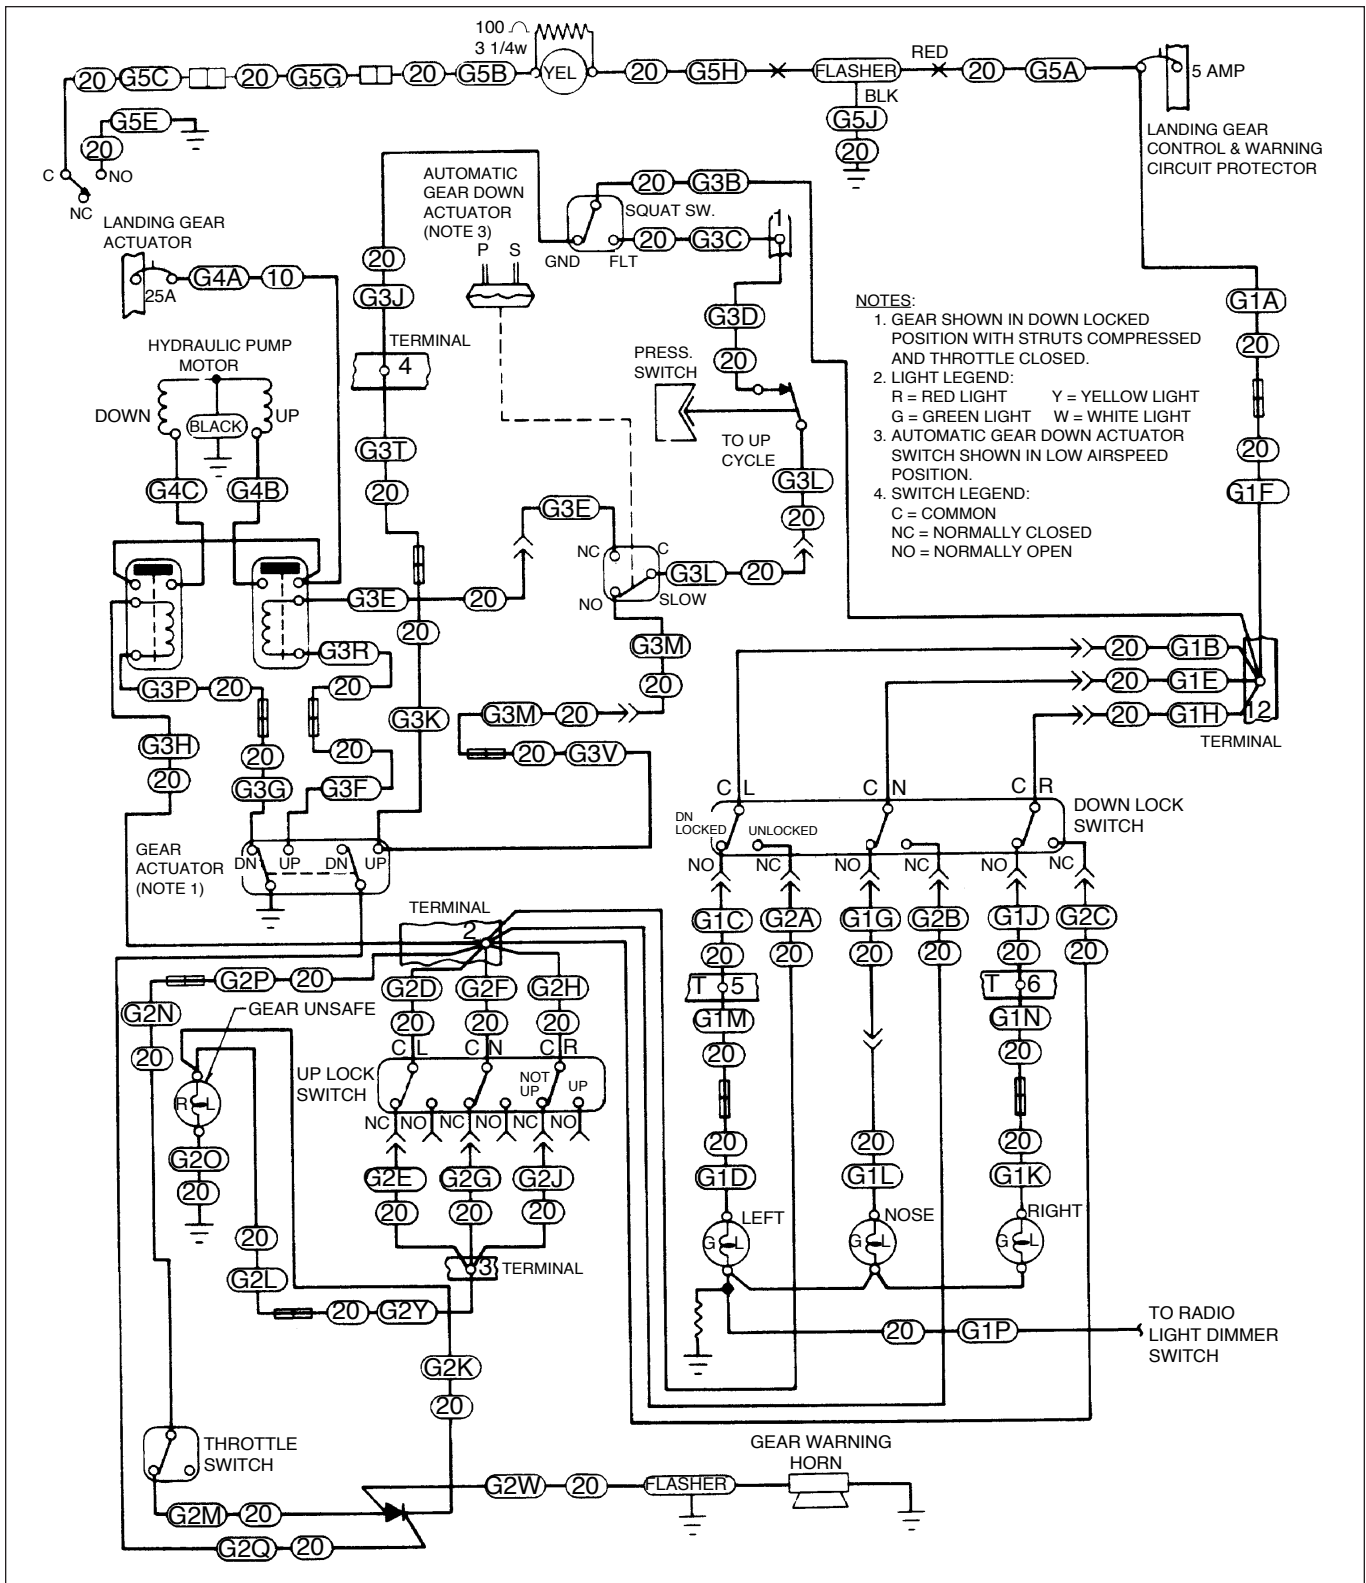 100
3 1/4w
RED
20 G5C 20 G5G 20 G5B YEL 20 G5H FLASHER 20 G5A 5 AMP
BLK
G5J
20
G5E
20
C NO
NC
LANDING GEAR
CONTROL & WARNING
CIRCUIT PROTECTOR
LANDING GEAR
ACTUATOR
25A
G4A 10
AUTOMATIC
GEAR DOWN
ACTUATOR
(NOTE 3)
P S
20 G3B
SQUAT SW.
20 G3C
1
GND FLT
20
G3J
TERMINAL
4
G3T
20
G3D
20
PRESS.
SWITCH
TO UP
CYCLE
G3L
20
NOTES:
1. GEAR SHOWN IN DOWN LOCKED
POSITION WITH STRUTS COMPRESSED
AND THROTTLE CLOSED.
2. LIGHT LEGEND:
R = RED LIGHT Y = YELLOW LIGHT
G = GREEN LIGHT W = WHITE LIGHT
3. AUTOMATIC GEAR DOWN ACTUATOR
SWITCH SHOWN IN LOW AIRSPEED
POSITION.
4. SWITCH LEGEND:
C = COMMON
NC = NORMALLY CLOSED
NO = NORMALLY OPEN
G1A
20
20
G1F
HYDRAULIC PUMP
MOTOR
DOWN BLACK UP
G4C G4B
G3E
NC C
G3L 20
NO SLOW
G3E 20
20
G3M
20
G3R
20
G3P 20
G3M 20
20 G3V
G3K
G3H
20
20
G3G
20
G3F
20 G1B
20 G1E
20 G1H
12
TERMINAL
GEAR
ACTUATOR
(NOTE 1)
DN UP DN UP
C L C N C R
DOWN LOCK
SWITCH
DN
LOCKED
UNLOCKED
NO NC NO NC NO NC
G1C G2A G1G G2B G1J G2C
20 20 20 20 20 20
T 5 T 6
G1M G1N
20 20
20 20 20
G1D G1L G1K
LEFT NOSE RIGHT
G L G L G L
TERMINAL
2
G2P 20
G2N
20
GEAR UNSAFE
G2D G2F G2H
20 20 20
C L C N C R
UP LOCK
SWITCH
NOT
UP
UP
NC NO NC NO NC NO
R L
G2O
20
G2E G2G G2J
20 20 20
3 TERMINAL
20
G2L
20 G2Y
G2K
20
20 G1P
TO RADIO
LIGHT DIMMER
SWITCH
THROTTLE
SWITCH
GEAR WARNING
HORN
G2W 20 FLASHER
G2M 20
G2Q 20